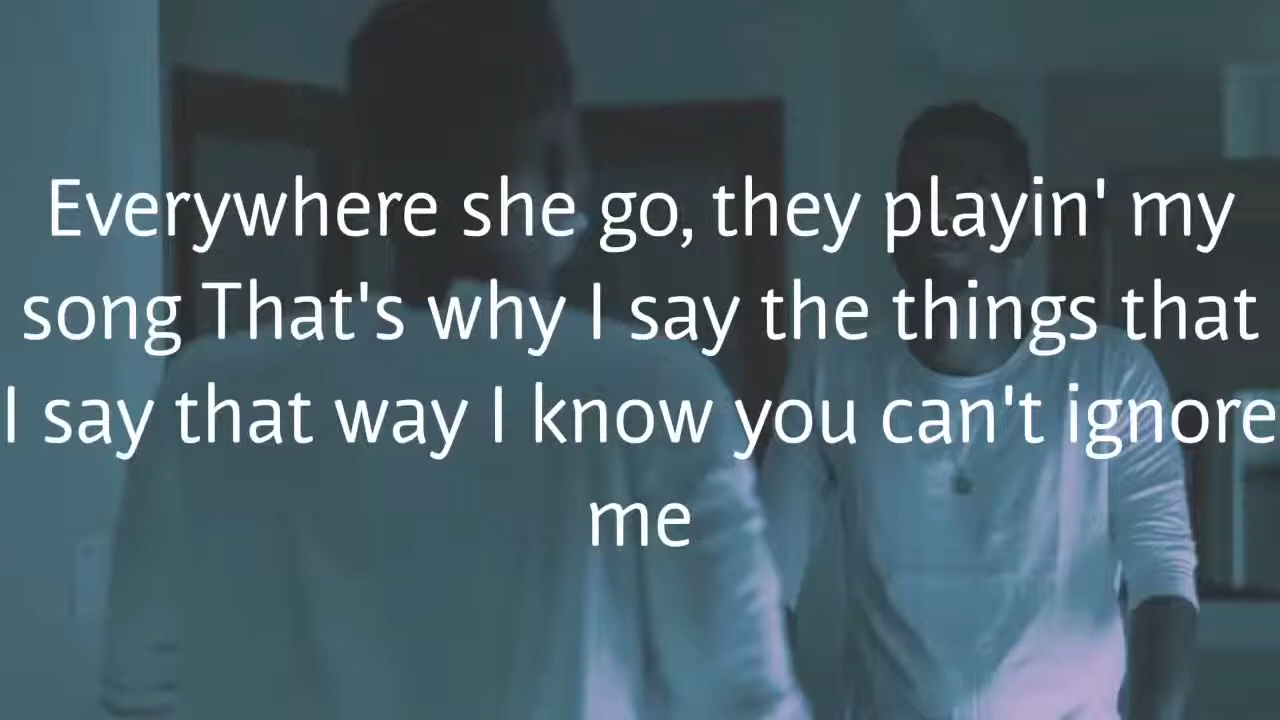 Everywhere she go, they playin' my
song That's why I say the things that
I say that way I know you can't ignore
me